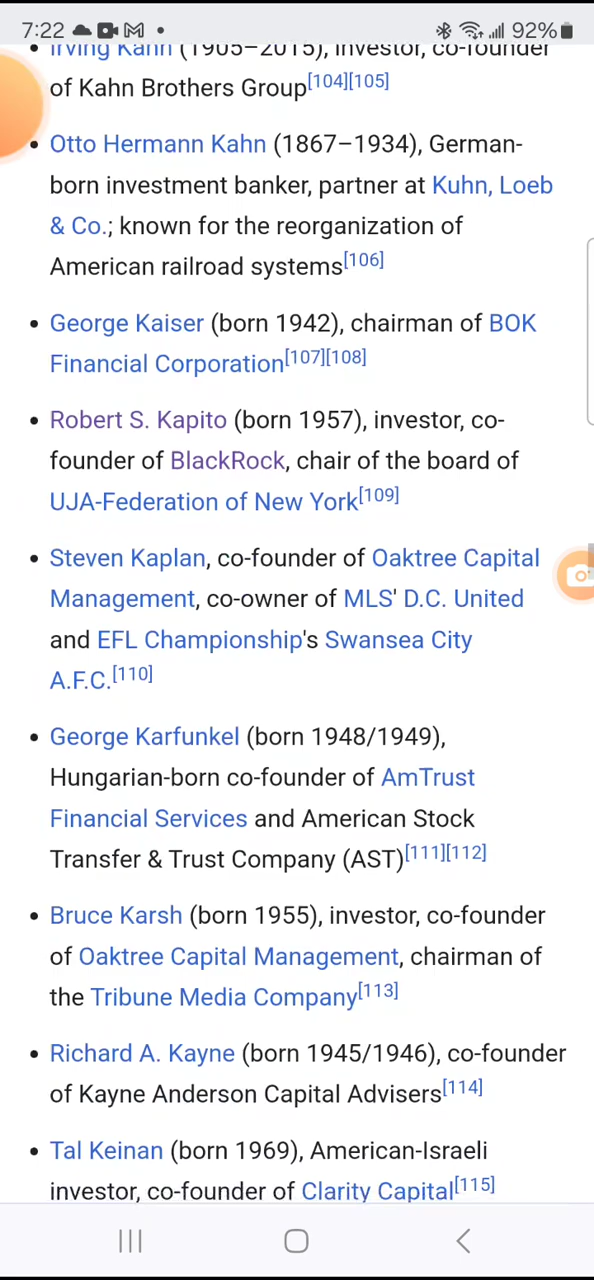 7:22
92%
Irving Kahn (1905–2015), investor, co-founder
of Kahn Brothers Group[104][105]
• Otto Hermann Kahn (1867–1934), German-
born investment banker, partner at Kuhn, Loeb
& Co.; known for the reorganization of
American railroad systems[106]
• George Kaiser (born 1942), chairman of BOK
Financial Corporation[107][108]
• Robert S. Kapito (born 1957), investor, co-
founder of BlackRock, chair of the board of
UJA-Federation of New York[109]
• Steven Kaplan, co-founder of Oaktree Capital
Management, co-owner of MLS' D.C. United
and EFL Championship's Swansea City
A.F.C.[110]
• George Karfunkel (born 1948/1949),
Hungarian-born co-founder of AmTrust
Financial Services and American Stock
Transfer & Trust Company (AST)[111][112]
• Bruce Karsh (born 1955), investor, co-founder
of Oaktree Capital Management, chairman of
the Tribune Media Company[113]
• Richard A. Kayne (born 1945/1946), co-founder
of Kayne Anderson Capital Advisers[114]
• Tal Keinan (born 1969), American-Israeli
investor, co-founder of Clarity Capital[115]